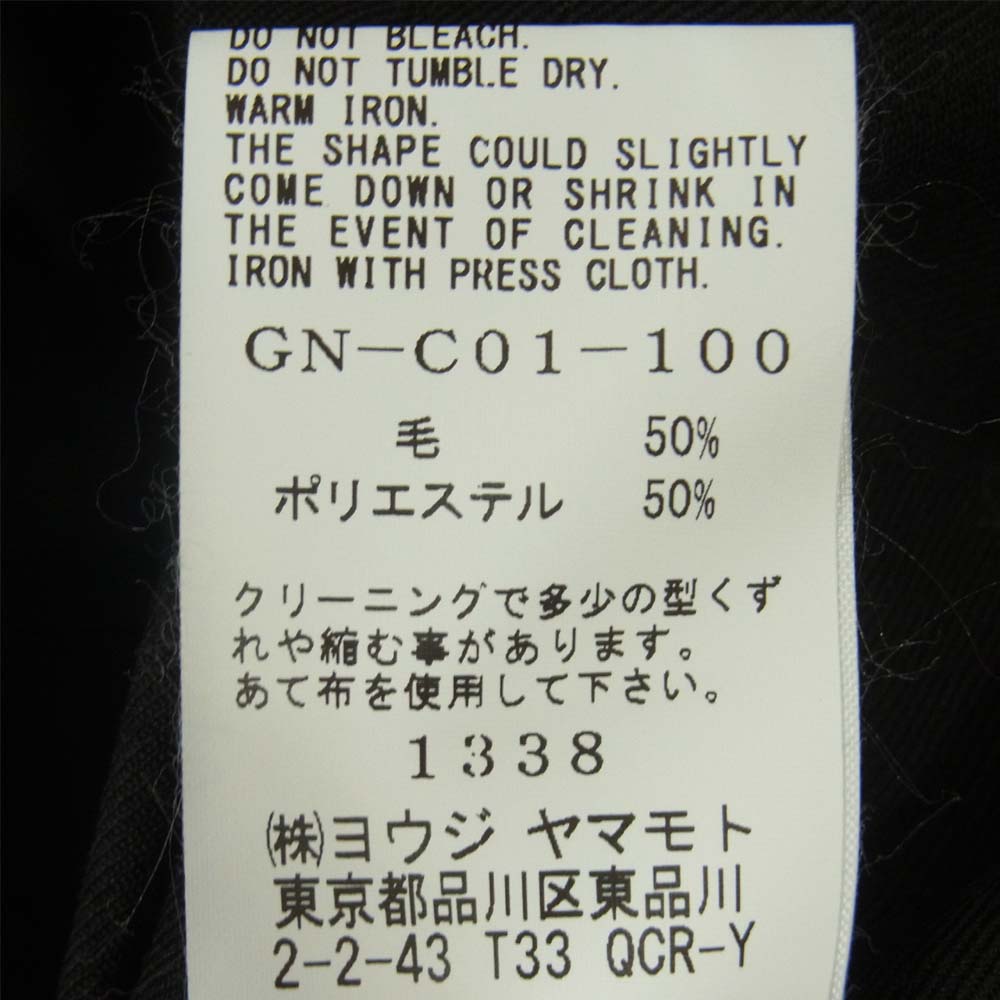 DO NOT BLEACH.
DO NOT TUMBLE DRY.
WARM IRON.
THE SHAPE COULD SLIGHTLY
COME DOWN OR SHRINK IN
THE EVENT OF CLEANING.
IRON WITH PRESS CLOTH.
GN-C01-100
毛 50%
ポリエステル 50%
クリーニングで多少の型くず
れや縮む事があります。
あて布を使用して下さい。
1338
(株)ヨウジ ヤマモト
東京都品川区東品川
2-2-43 T33 QCR-Y